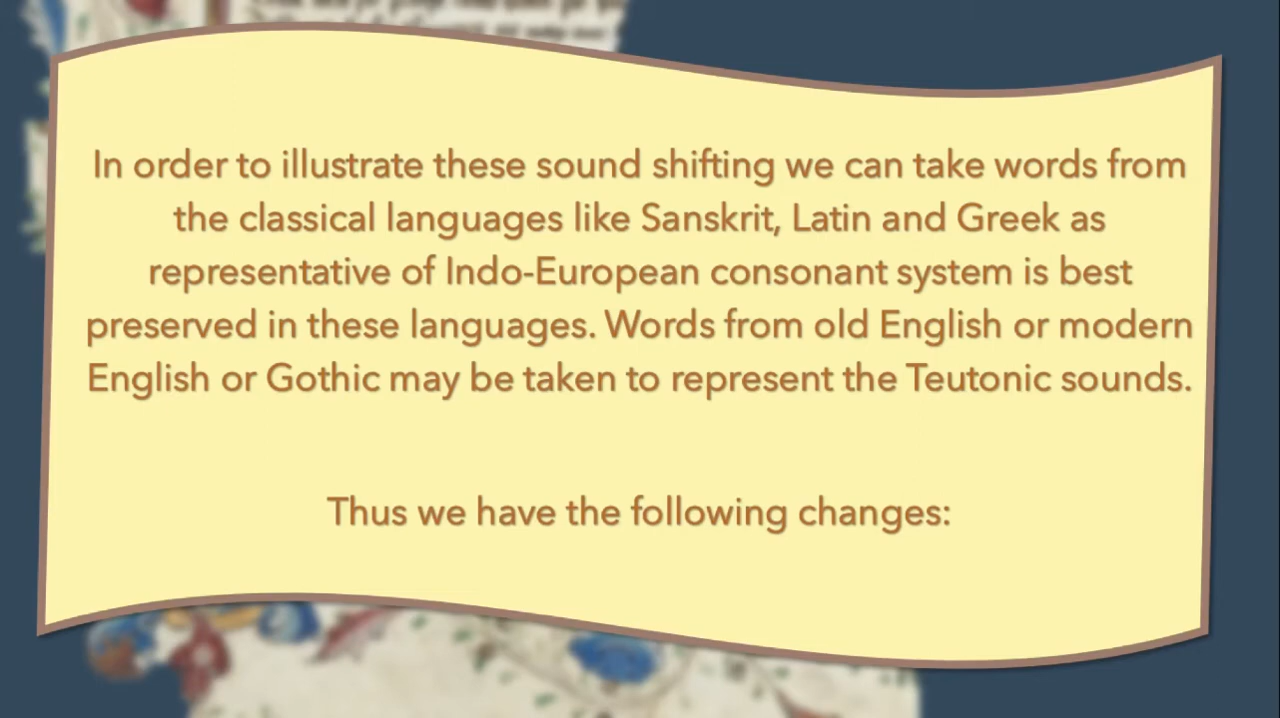 In order to illustrate these sound shifting we can take words from
the classical languages like Sanskrit, Latin and Greek as
representative of Indo-European consonant system is best
preserved in these languages. Words from old English or modern
English or Gothic may be taken to represent the Teutonic sounds.
Thus we have the following changes: